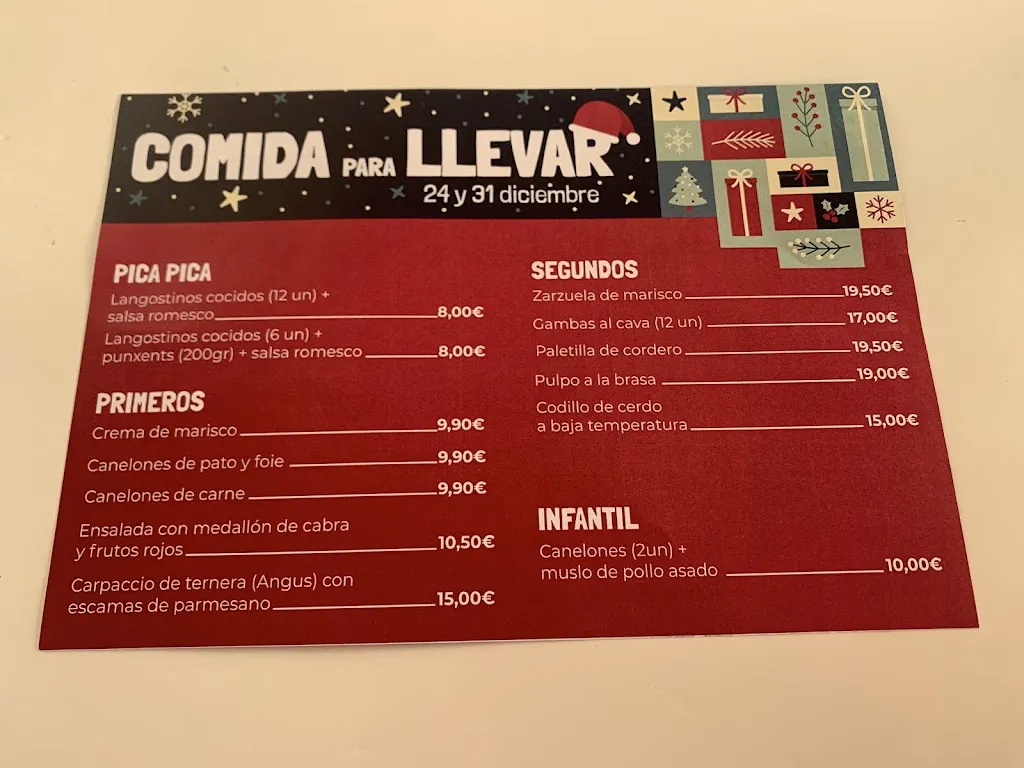 COMIDA PARA LLEVAR
24 y 31 diciembre
PICA PICA
Langostinos cocidos (12 un) +
salsa romesco 8,00€
Langostinos cocidos (6 un) +
punxents (200gr) + salsa romesco 8,00€
PRIMEROS
Crema de marisco 9,90€
Canelones de pato y foie 9,90€
Canelones de carne 9,90€
Ensalada con medallón de cabra
y frutos rojos 10,50€
Carpaccio de ternera (Angus) con
escamas de parmesano 15,00€
SEGUNDOS
Zarzuela de marisco 19,50€
Gambas al cava (12 un) 17,00€
Paletilla de cordero 19,50€
Pulpo a la brasa 19,00€
Codillo de cerdo
a baja temperatura 15,00€
INFANTIL
Canelones (2un) +
muslo de pollo asado 10,00€